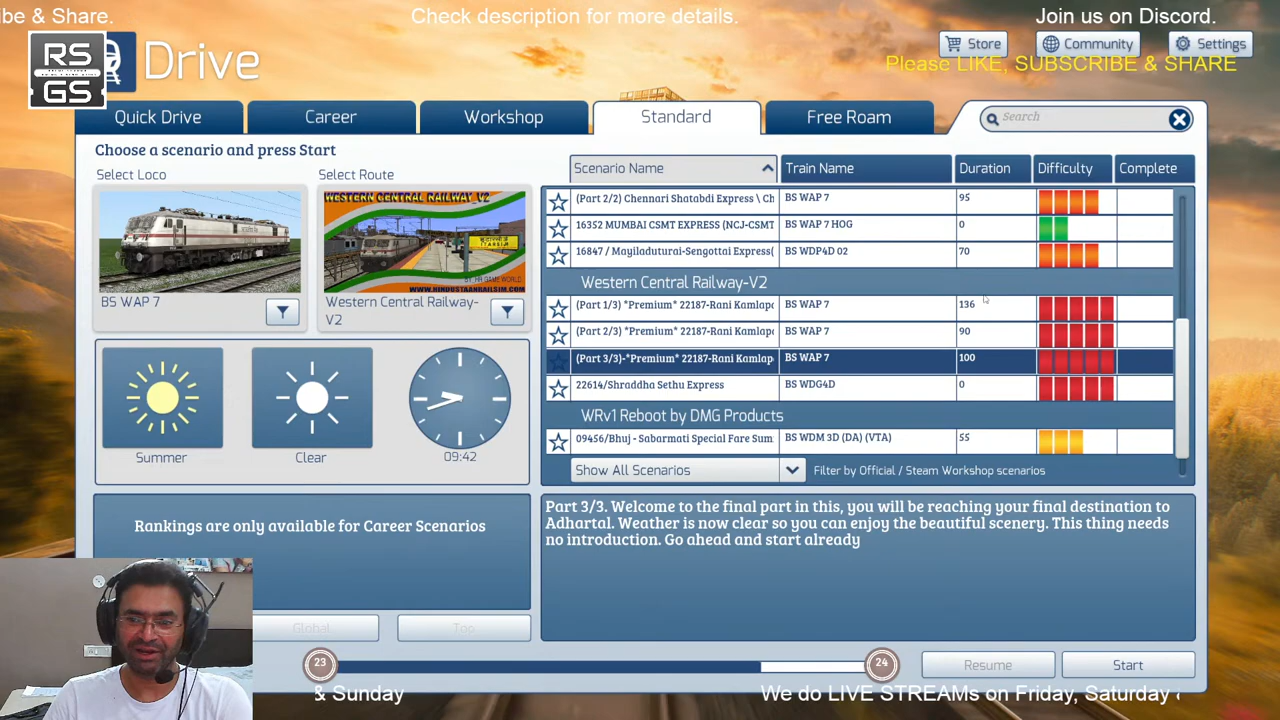 be & Share.
Check description for more details.
Join us on Discord.
RS
GS
Drive
Store
Community
Settings
Please LIKE, SUBSCRIBE & SHARE
Quick Drive
Career
Workshop
Standard
Free Roam
Search
Choose a scenario and press Start
Select Loco
Select Route
WESTERN CENTRAL RAILWAY_V2
WWW.HINDUSTAANRAILSIM.COM
BS WAP 7
Western Central Railway-V2
Scenario Name
Train Name
Duration
Difficulty
Complete
(Part 2/2) Chennari Shatabdi Express \ Ch
BS WAP 7
95
16352 MUMBAI CSMT EXPRESS (NCJ-CSMT
BS WAP 7 HOG
0
16847 / Mayiladuturai-Sengottai Express(
BS WDP4D 02
70
Western Central Railway-V2
(Part 1/3) *Premium* 22187-Rani Kamlapa
BS WAP 7
136
(Part 2/3) *Premium* 22187-Rani Kamlapa
BS WAP 7
90
(Part 3/3)-*Premium* 22187-Rani Kamlapa
BS WAP 7
100
22614/Shraddha Sethu Express
BS WDG4D
0
WRv1 Reboot by DMG Products
09456/Bhuj - Sabarmati Special Fare Sum
BS WDM 3D (DA) (VTA)
55
Show All Scenarios
Filter by Official / Steam Workshop scenarios
Summer
Clear
09:42
Rankings are only available for Career Scenarios
Part 3/3. Welcome to the final part in this, you will be reaching your final destination to
Adhartal. Weather is now clear so you can enjoy the beautiful scenery. This thing needs
no introduction. Go ahead and start already
Global
Top
23
24
Resume
Start
& Sunday
We do LIVE STREAMs on Friday, Saturday